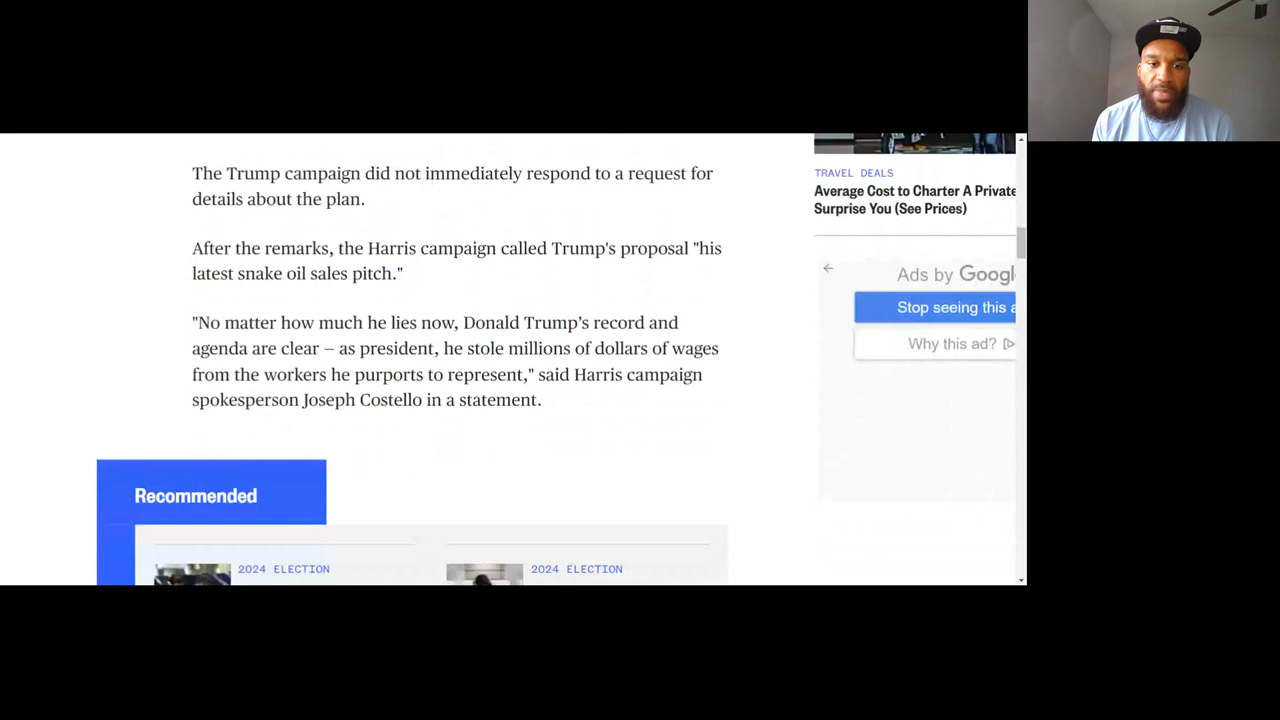 The Trump campaign did not immediately respond to a request for
details about the plan.
After the remarks, the Harris campaign called Trump's proposal "his
latest snake oil sales pitch."
"No matter how much he lies now, Donald Trump’s record and
agenda are clear — as president, he stole millions of dollars of wages
from the workers he purports to represent," said Harris campaign
spokesperson Joseph Costello in a statement.
Recommended
2024 ELECTION
2024 ELECTION
TRAVEL DEALS
Average Cost to Charter A Private
Surprise You (See Prices)
Ads by Googl
Stop seeing this a
Why this ad?